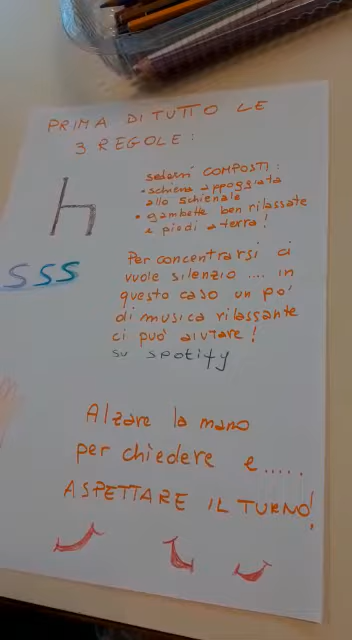 PRIMA DI TUTTO LE
3 REGOLE:
sedersi COMPOSTI:
• schiena appoggiata
allo schienale
• gambette ben rilassate
e piedi a terra!
SSS
Per concentrarsi ci
vuole silenzio .... in
questo caso un po'
di musica rilassante
ci può aiutare!
su spotify
Alzare la mano
per chiedere e .....
ASPETTARE IL TURNO!